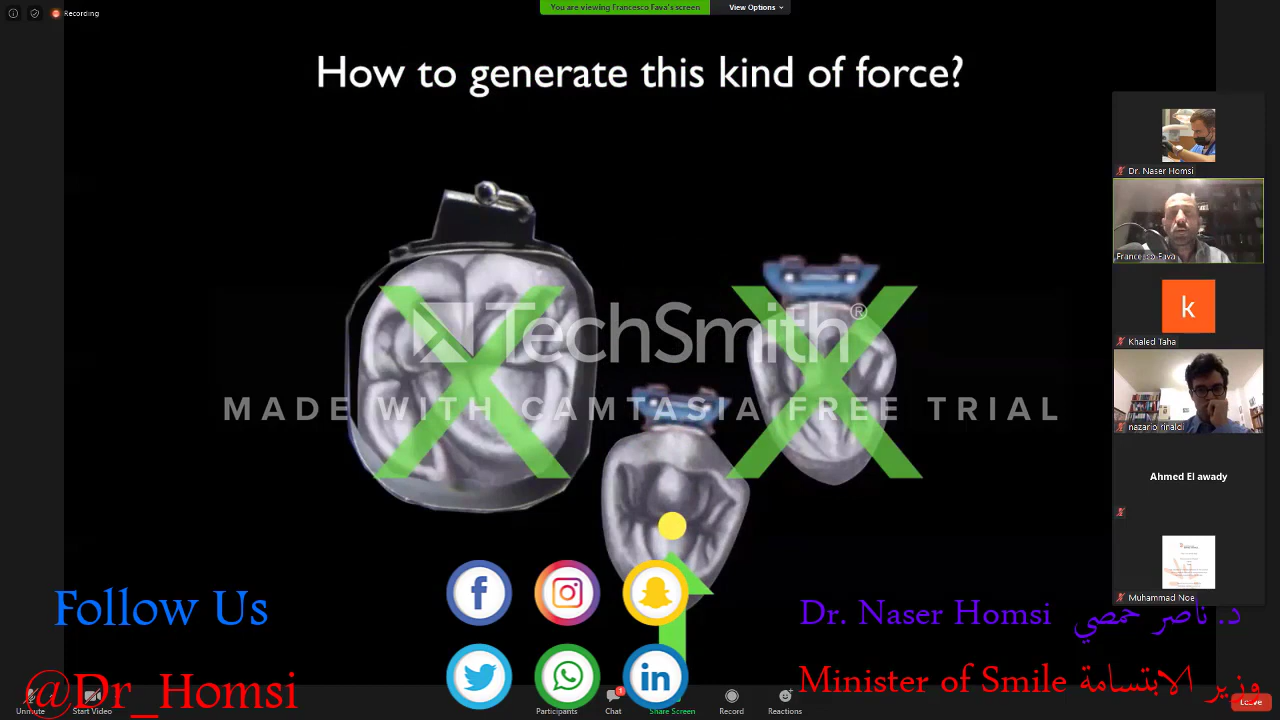 Recording
You are viewing Francesco Fava's screen
View Options
How to generate this kind of force?
Dr. Naser Homsi
Francesco Fava
k
Khaled Taha
TechSmith®
MADE WITH CAMTASIA FREE TRIAL
nazario rinaldi
Ahmed El awady
Muhammad Noe
Follow Us
Dr. Naser Homsi د. ناصر حمصي
@Dr_Homsi
Minister of Smile وزير الابتسامة
in
Unmute
Start Video
Participants
Chat
1
Share Screen
Record
Reactions
Leave